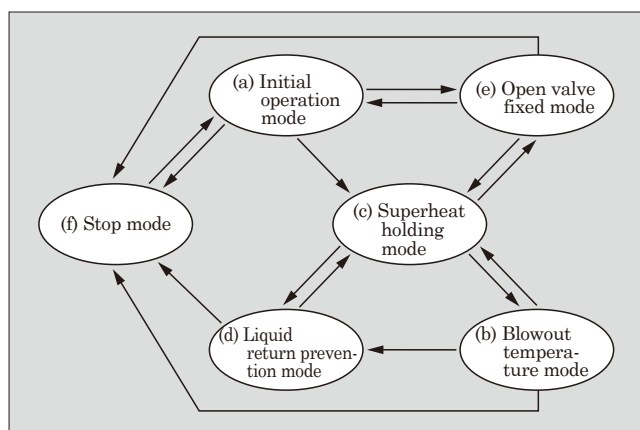 (a) Initial
operation
mode
(e) Open valve
fixed mode
(f) Stop mode
(c) Superheat
holding
mode
(d) Liquid
return preven-
tion mode
(b) Blowout
tempera-
ture mode